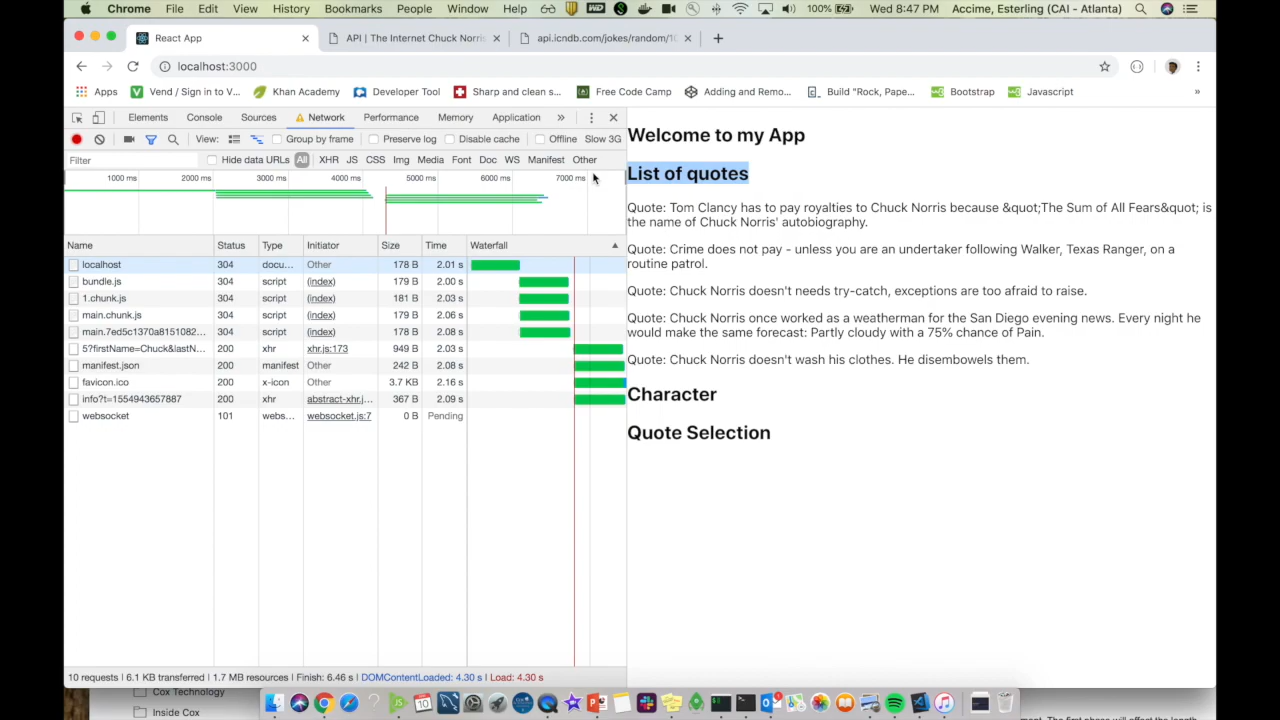 Chrome File Edit View History Bookmarks People Window Help 100% Wed 8:47 PM Accime, Esterling (CAI - Atlanta)
React App API | The Internet Chuck Norris api.icndb.com/jokes/random/10
localhost:3000
Apps Vend / Sign in to V... Khan Academy Developer Tool Sharp and clean s... Free Code Camp Adding and Remo... Build "Rock, Pape... Bootstrap Javascript »
Elements Console Sources Network Performance Memory Application »
View: Group by frame Preserve log Disable cache Offline Slow 3G
Filter Hide data URLs All XHR JS CSS Img Media Font Doc WS Manifest Other
1000 ms 2000 ms 3000 ms 4000 ms 5000 ms 6000 ms 7000 ms
Name Status Type Initiator Size Time Waterfall
localhost 304 docu... Other 178 B 2.01 s
bundle.js 304 script (index) 179 B 2.00 s
1.chunk.js 304 script (index) 181 B 2.03 s
main.chunk.js 304 script (index) 179 B 2.06 s
main.7ed5c1370a8151082... 304 script (index) 178 B 2.08 s
5?firstName=Chuck&lastN... 200 xhr xhr.js:173 949 B 2.03 s
manifest.json 200 manifest Other 242 B 2.08 s
favicon.ico 200 x-icon Other 3.7 KB 2.16 s
info?t=1554943657887 200 xhr abstract-xhr.j... 367 B 2.09 s
websocket 101 webs... websocket.js:7 0 B Pending
10 requests | 6.1 KB transferred | 1.7 MB resources | Finish: 6.46 s | DOMContentLoaded: 4.30 s | Load: 4.30 s
Welcome to my App
List of quotes
Quote: Tom Clancy has to pay royalties to Chuck Norris because &quot;The Sum of All Fears&quot; is
the name of Chuck Norris' autobiography.
Quote: Crime does not pay - unless you are an undertaker following Walker, Texas Ranger, on a
routine patrol.
Quote: Chuck Norris doesn't needs try-catch, exceptions are too afraid to raise.
Quote: Chuck Norris once worked as a weatherman for the San Diego evening news. Every night he
would make the same forecast: Partly cloudy with a 75% chance of Pain.
Quote: Chuck Norris doesn't wash his clothes. He disembowels them.
Character
Quote Selection
Cox Technology
Inside Cox